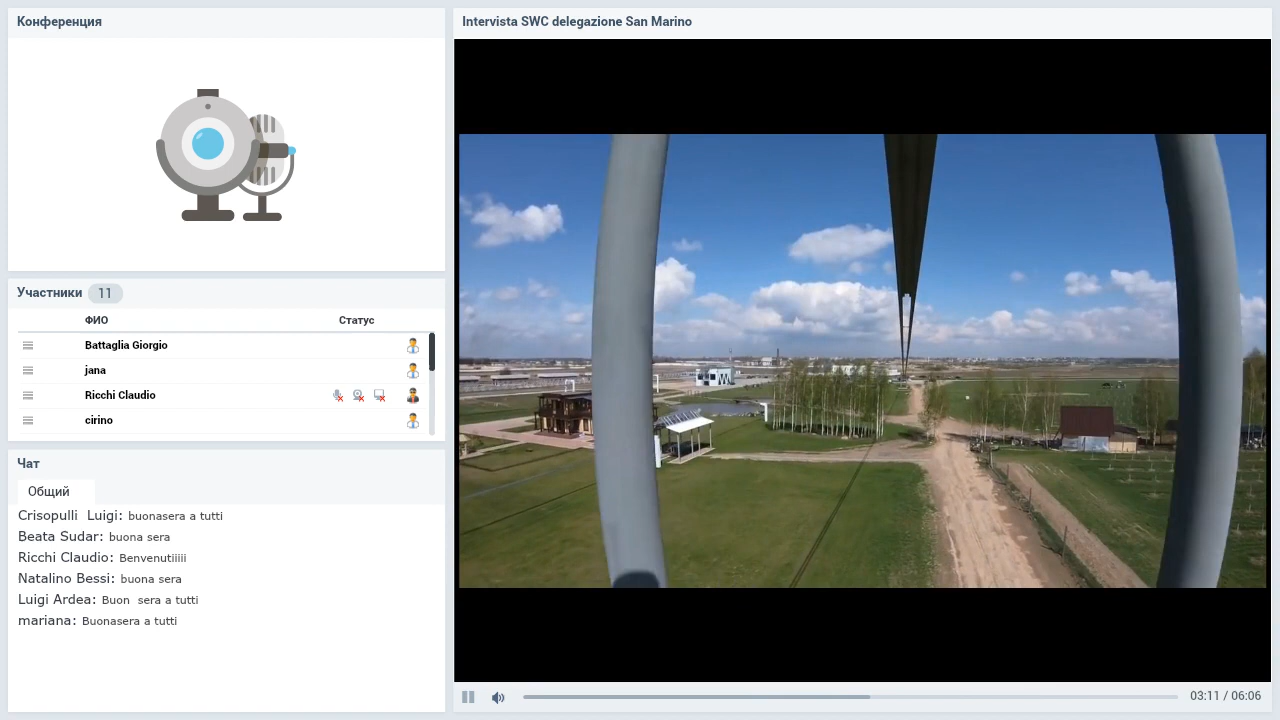 Конференция
Intervista SWC delegazione San Marino
Участники 11
ФИО Статус
Battaglia Giorgio
jana
Ricchi Claudio
cirino
Чат
Общий
Crisopulli Luigi: buonasera a tutti
Beata Sudar: buona sera
Ricchi Claudio: Benvenutiiiii
Natalino Bessi: buona sera
Luigi Ardea: Buon sera a tutti
mariana: Buonasera a tutti
03:11 / 06:06